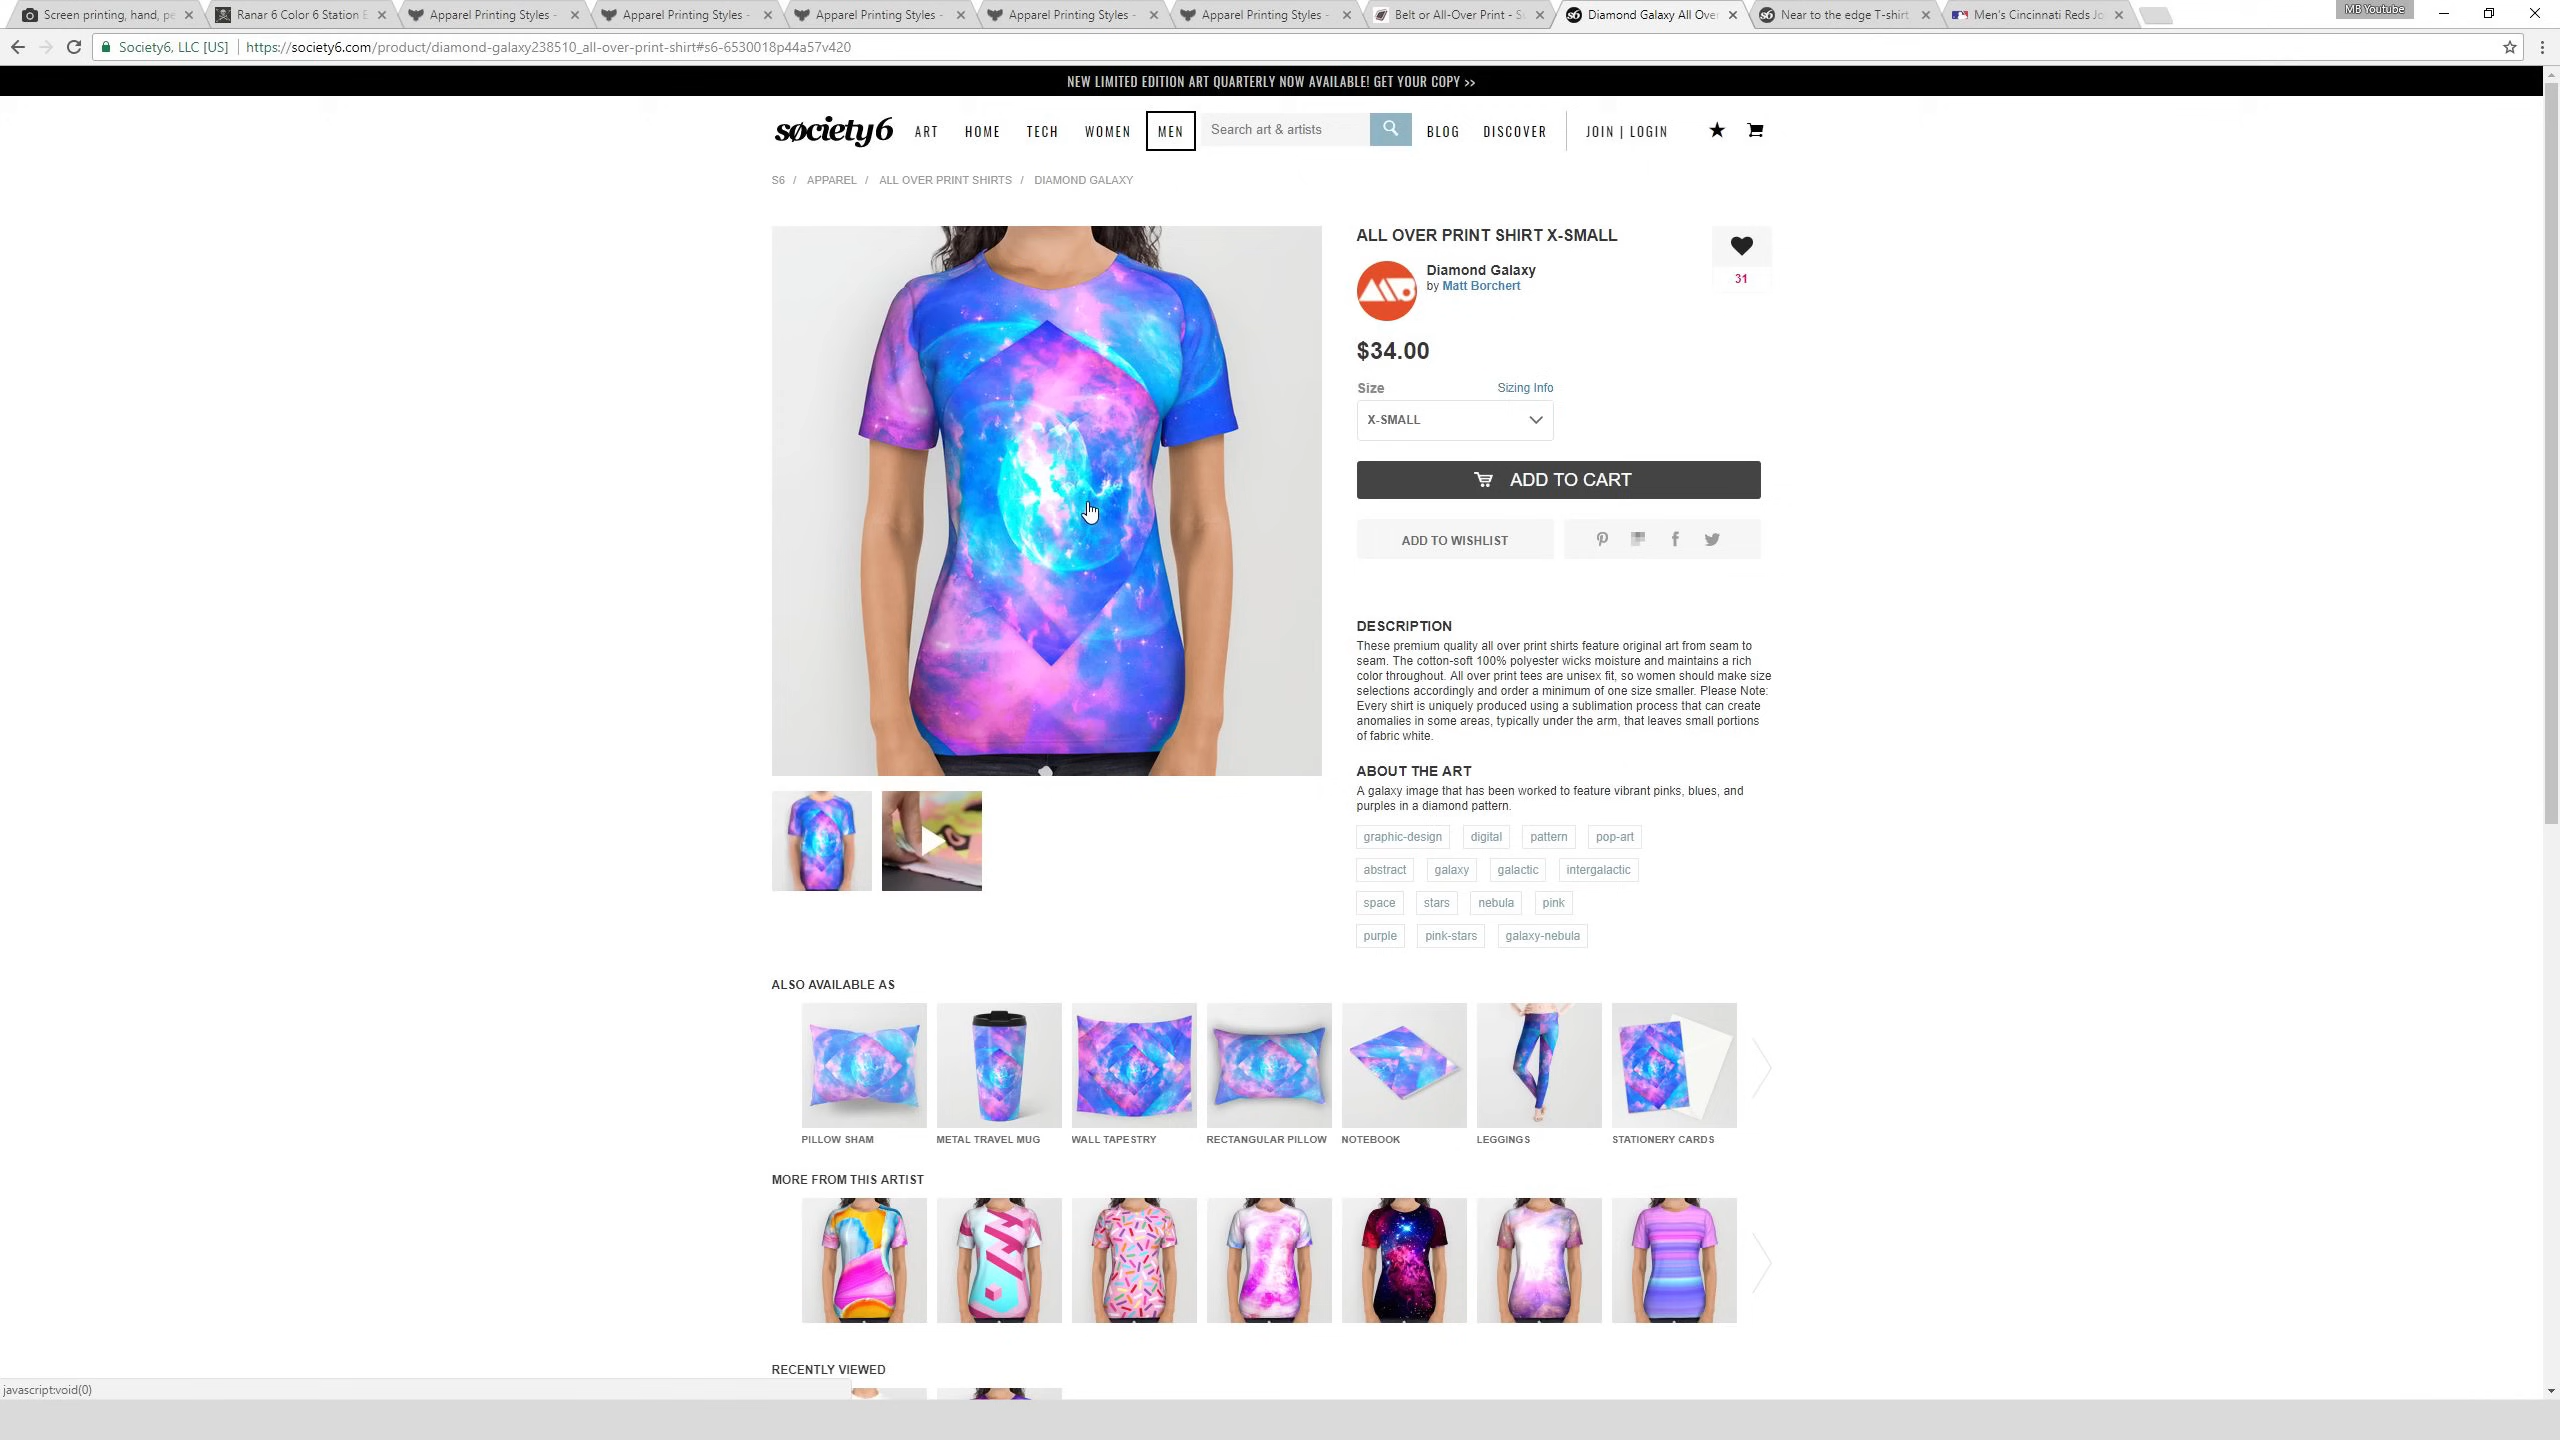 Screen printing, hand, pe
Ranar 6 Color 6 Station E
Apparel Printing Styles -
Apparel Printing Styles -
Apparel Printing Styles -
Apparel Printing Styles -
Apparel Printing Styles -
Belt or All-Over Print - S
Diamond Galaxy All Over
Near to the edge T-shirt
Men's Cincinnati Reds Jo
MB Youtube
Society6, LLC [US]
https://society6.com/product/diamond-galaxy238510_all-over-print-shirt#s6-6530018p44a57v420
NEW LIMITED EDITION ART QUARTERLY NOW AVAILABLE! GET YOUR COPY >>
society6
ART
HOME
TECH
WOMEN
MEN
Search art & artists
BLOG
DISCOVER
JOIN | LOGIN
S6 / APPAREL / ALL OVER PRINT SHIRTS / DIAMOND GALAXY
ALL OVER PRINT SHIRT X-SMALL
Diamond Galaxy
by Matt Borchert
31
$34.00
Size
Sizing Info
X-SMALL
ADD TO CART
ADD TO WISHLIST
DESCRIPTION
These premium quality all over print shirts feature original art from seam to
seam. The cotton-soft 100% polyester wicks moisture and maintains a rich
color throughout. All over print tees are unisex fit, so women should make size
selections accordingly and order a minimum of one size smaller. Please Note:
Every shirt is uniquely produced using a sublimation process that can create
anomalies in some areas, typically under the arm, that leaves small portions
of fabric white.
ABOUT THE ART
A galaxy image that has been worked to feature vibrant pinks, blues, and
purples in a diamond pattern.
graphic-design
digital
pattern
pop-art
abstract
galaxy
galactic
intergalactic
space
stars
nebula
pink
purple
pink-stars
galaxy-nebula
ALSO AVAILABLE AS
PILLOW SHAM
METAL TRAVEL MUG
WALL TAPESTRY
RECTANGULAR PILLOW
NOTEBOOK
LEGGINGS
STATIONERY CARDS
MORE FROM THIS ARTIST
RECENTLY VIEWED
javascript:void(0)